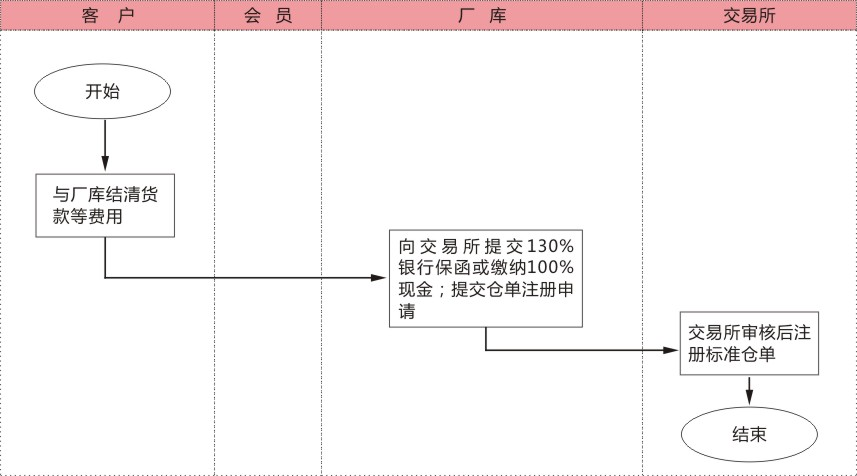 客 户
会 员
厂 库
交易所
开始
与厂库结清货
款等费用
向交易所提交130%
银行保函或缴纳100%
现金；提交仓单注册申
请
交易所审核后注
册标准仓单
结束